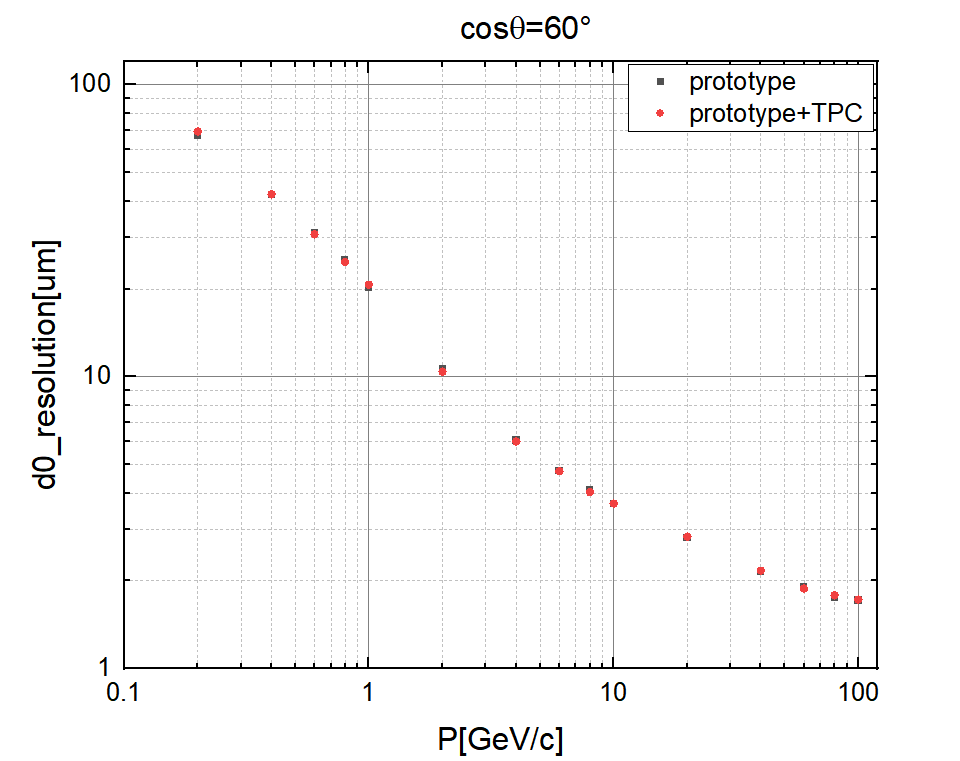 cosθ=60°
prototype
prototype+TPC
100
10
1
d0_resolution[um]
0.1
1
10
100
P[GeV/c]